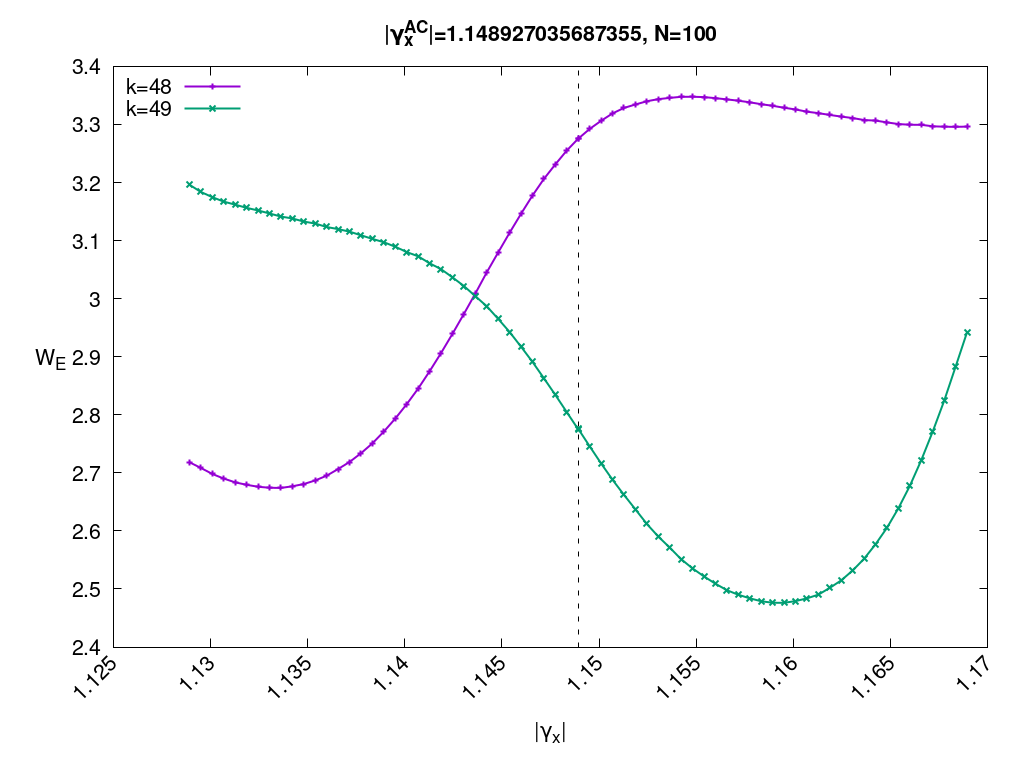 |γ_x^AC|=1.148927035687355, N=100
3.4
k=48
k=49
3.3
3.2
3.1
3
W_E 2.9
2.8
2.7
2.6
2.5
2.4
1.125 1.13 1.135 1.14 1.145 1.15 1.155 1.16 1.165 1.17
|γ_x|